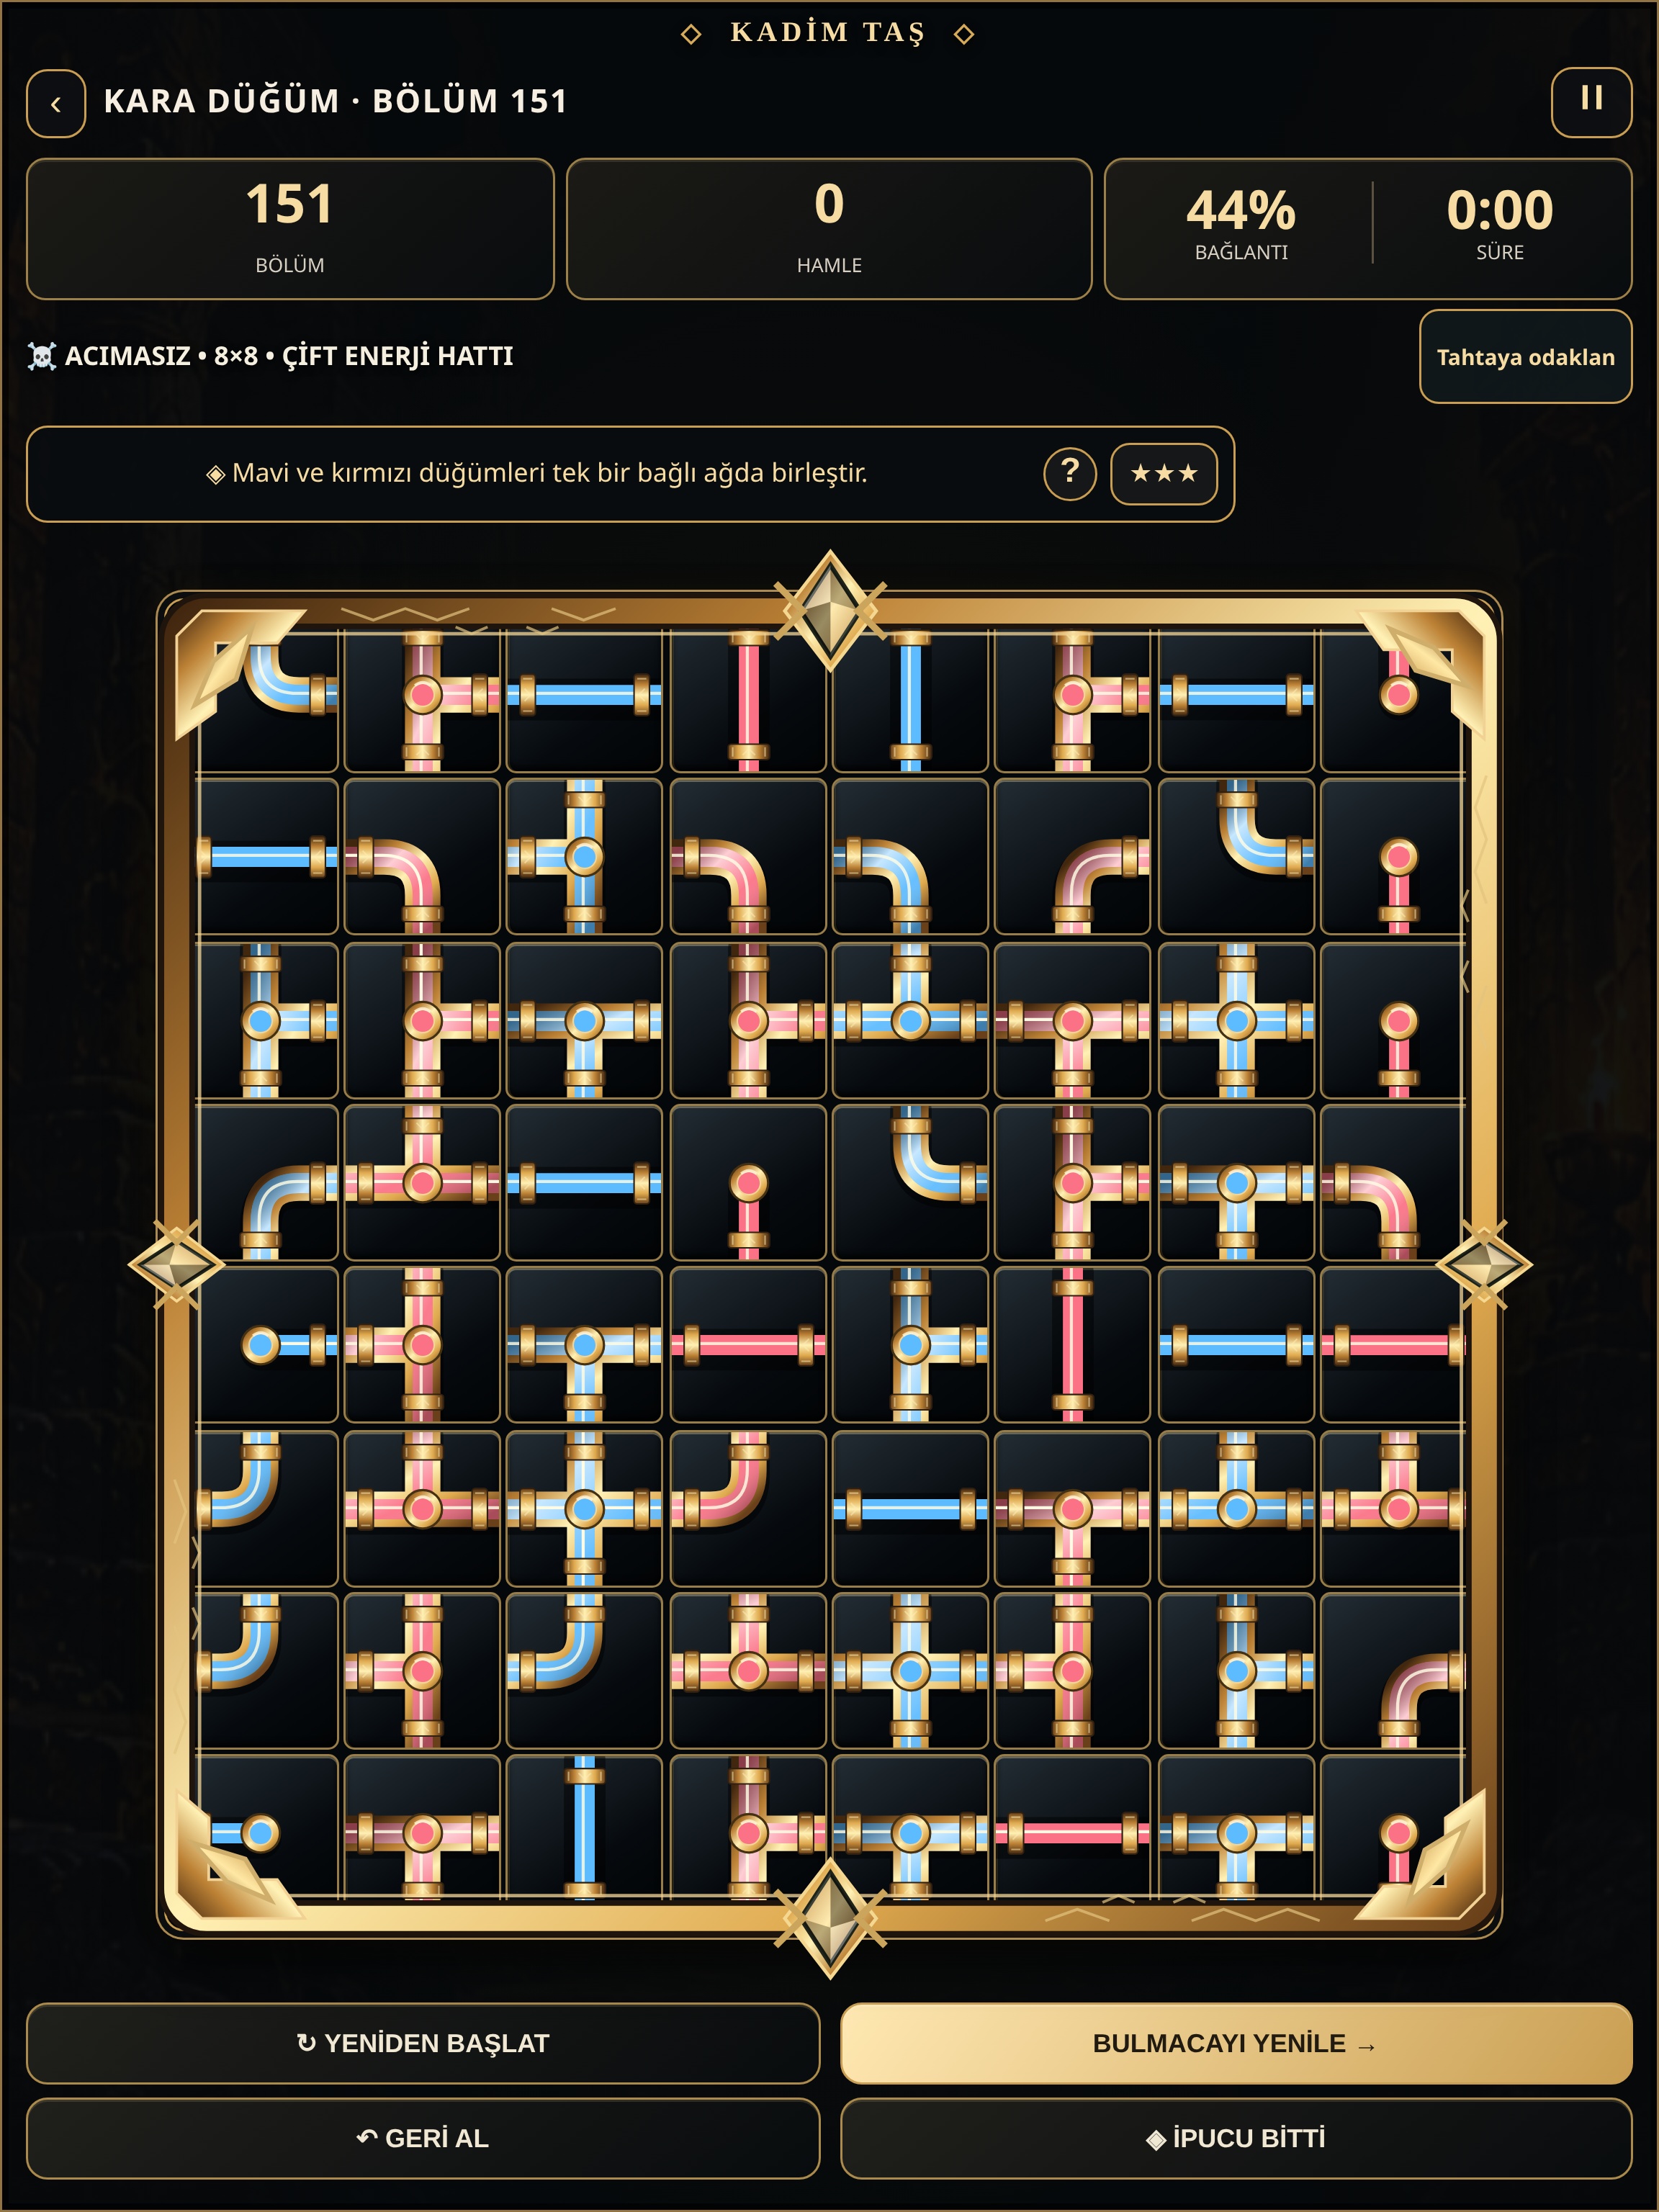 ◇ KADİM TAŞ ◇
‹ KARA DÜĞÜM · BÖLÜM 151
151
BÖLÜM
0
HAMLE
44%
BAĞLANTI
0:00
SÜRE
☠️ ACIMASIZ • 8×8 • ÇİFT ENERJİ HATTI
Tahtaya odaklan
◈ Mavi ve kırmızı düğümleri tek bir bağlı ağda birleştir.
? ★★★
↻ YENİDEN BAŞLAT
BULMACAYI YENİLE →
↶ GERİ AL
◈ İPUCU BİTTİ